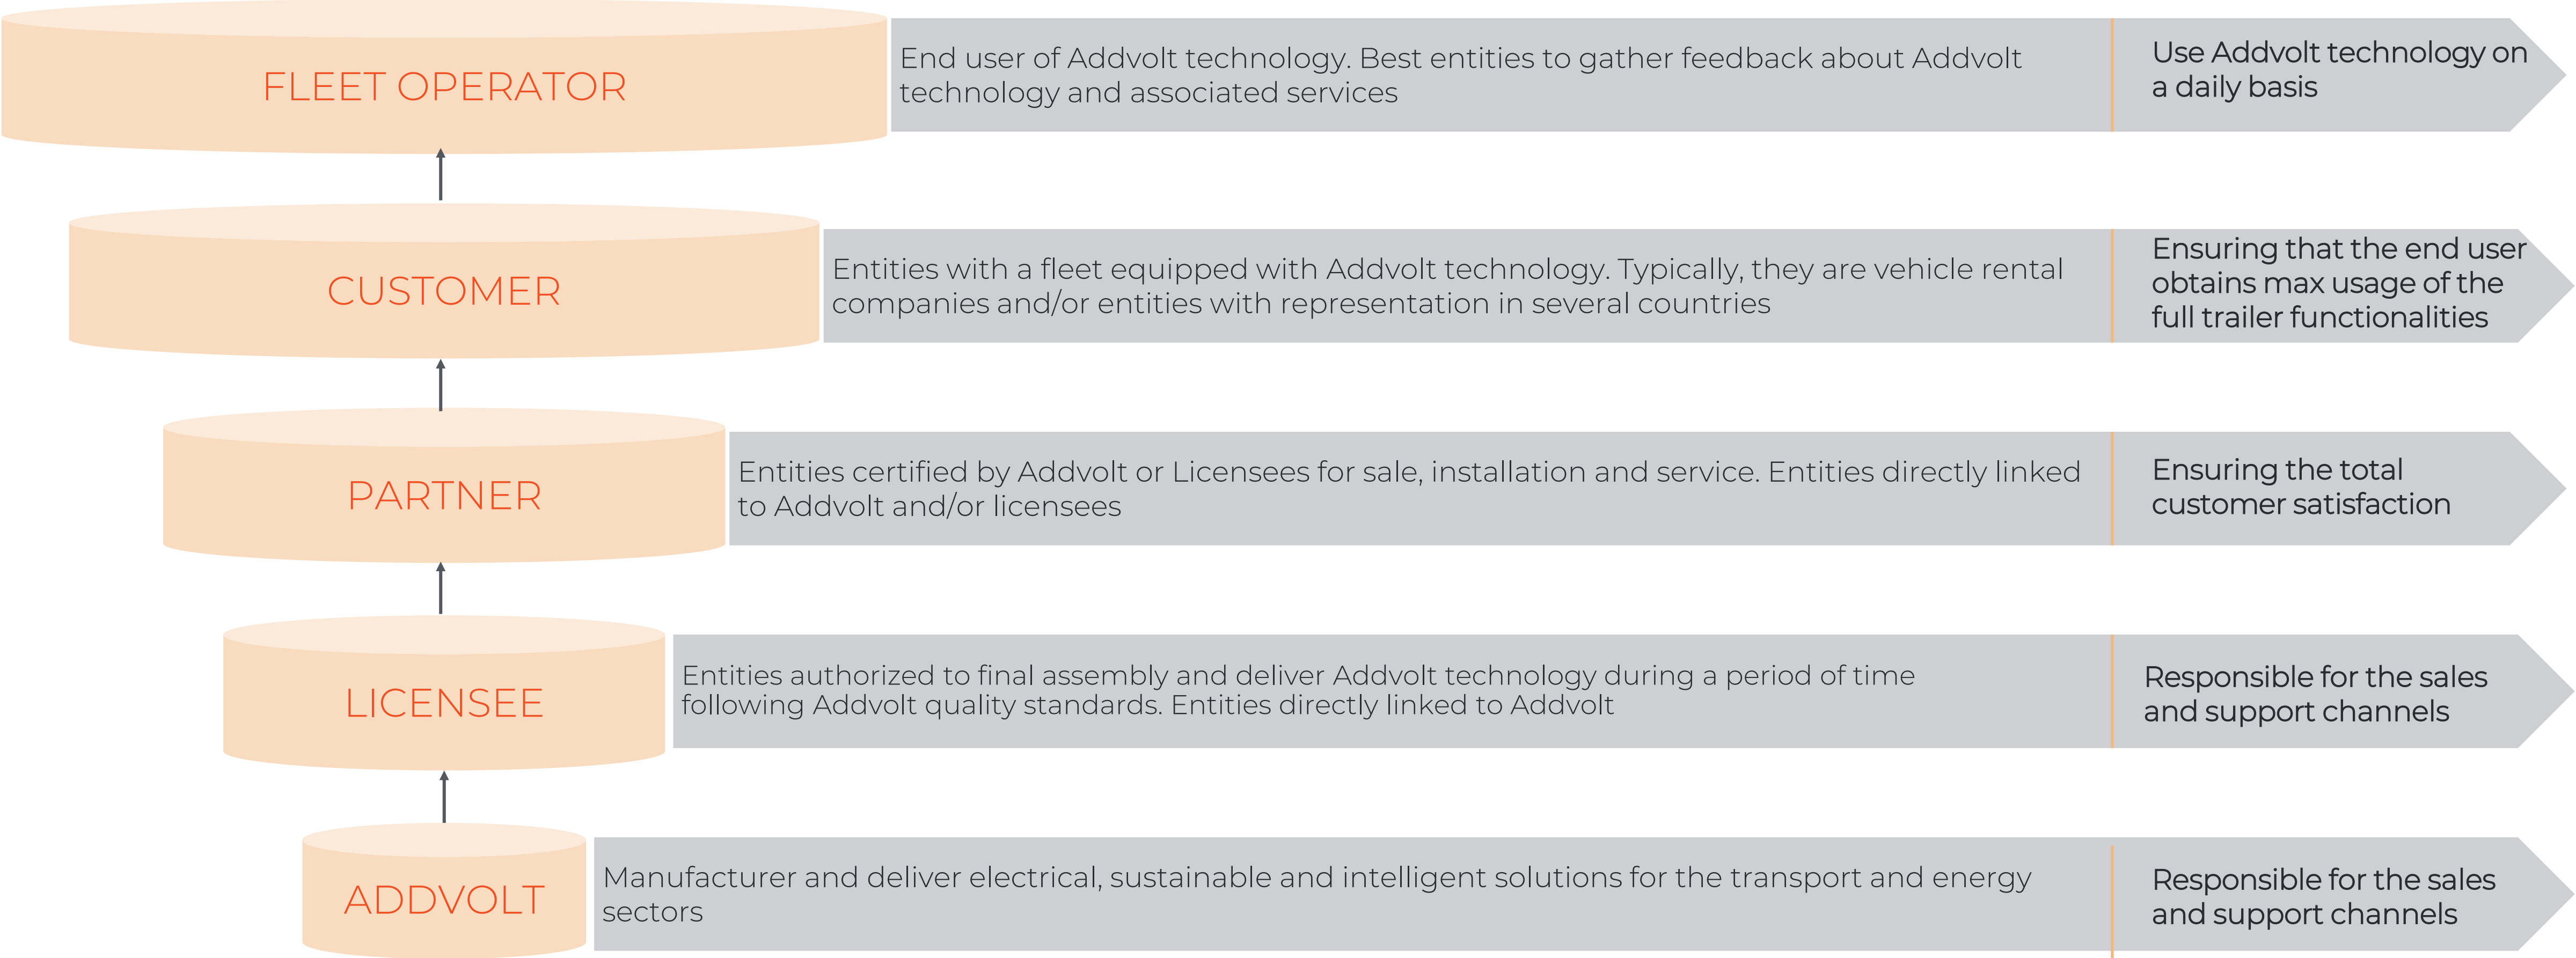 FLEET OPERATOR
End user of Addvolt technology. Best entities to gather feedback about Addvolt
technology and associated services
Use Addvolt technology on
a daily basis
CUSTOMER
Entities with a fleet equipped with Addvolt technology. Typically, they are vehicle rental
companies and/or entities with representation in several countries
Ensuring that the end user
obtains max usage of the
full trailer functionalities
PARTNER
Entities certified by Addvolt or Licensees for sale, installation and service. Entities directly linked
to Addvolt and/or licensees
Ensuring the total
customer satisfaction
LICENSEE
Entities authorized to final assembly and deliver Addvolt technology during a period of time
following Addvolt quality standards. Entities directly linked to Addvolt
Responsible for the sales
and support channels
ADDVOLT
Manufacturer and deliver electrical, sustainable and intelligent solutions for the transport and energy
sectors
Responsible for the sales
and support channels